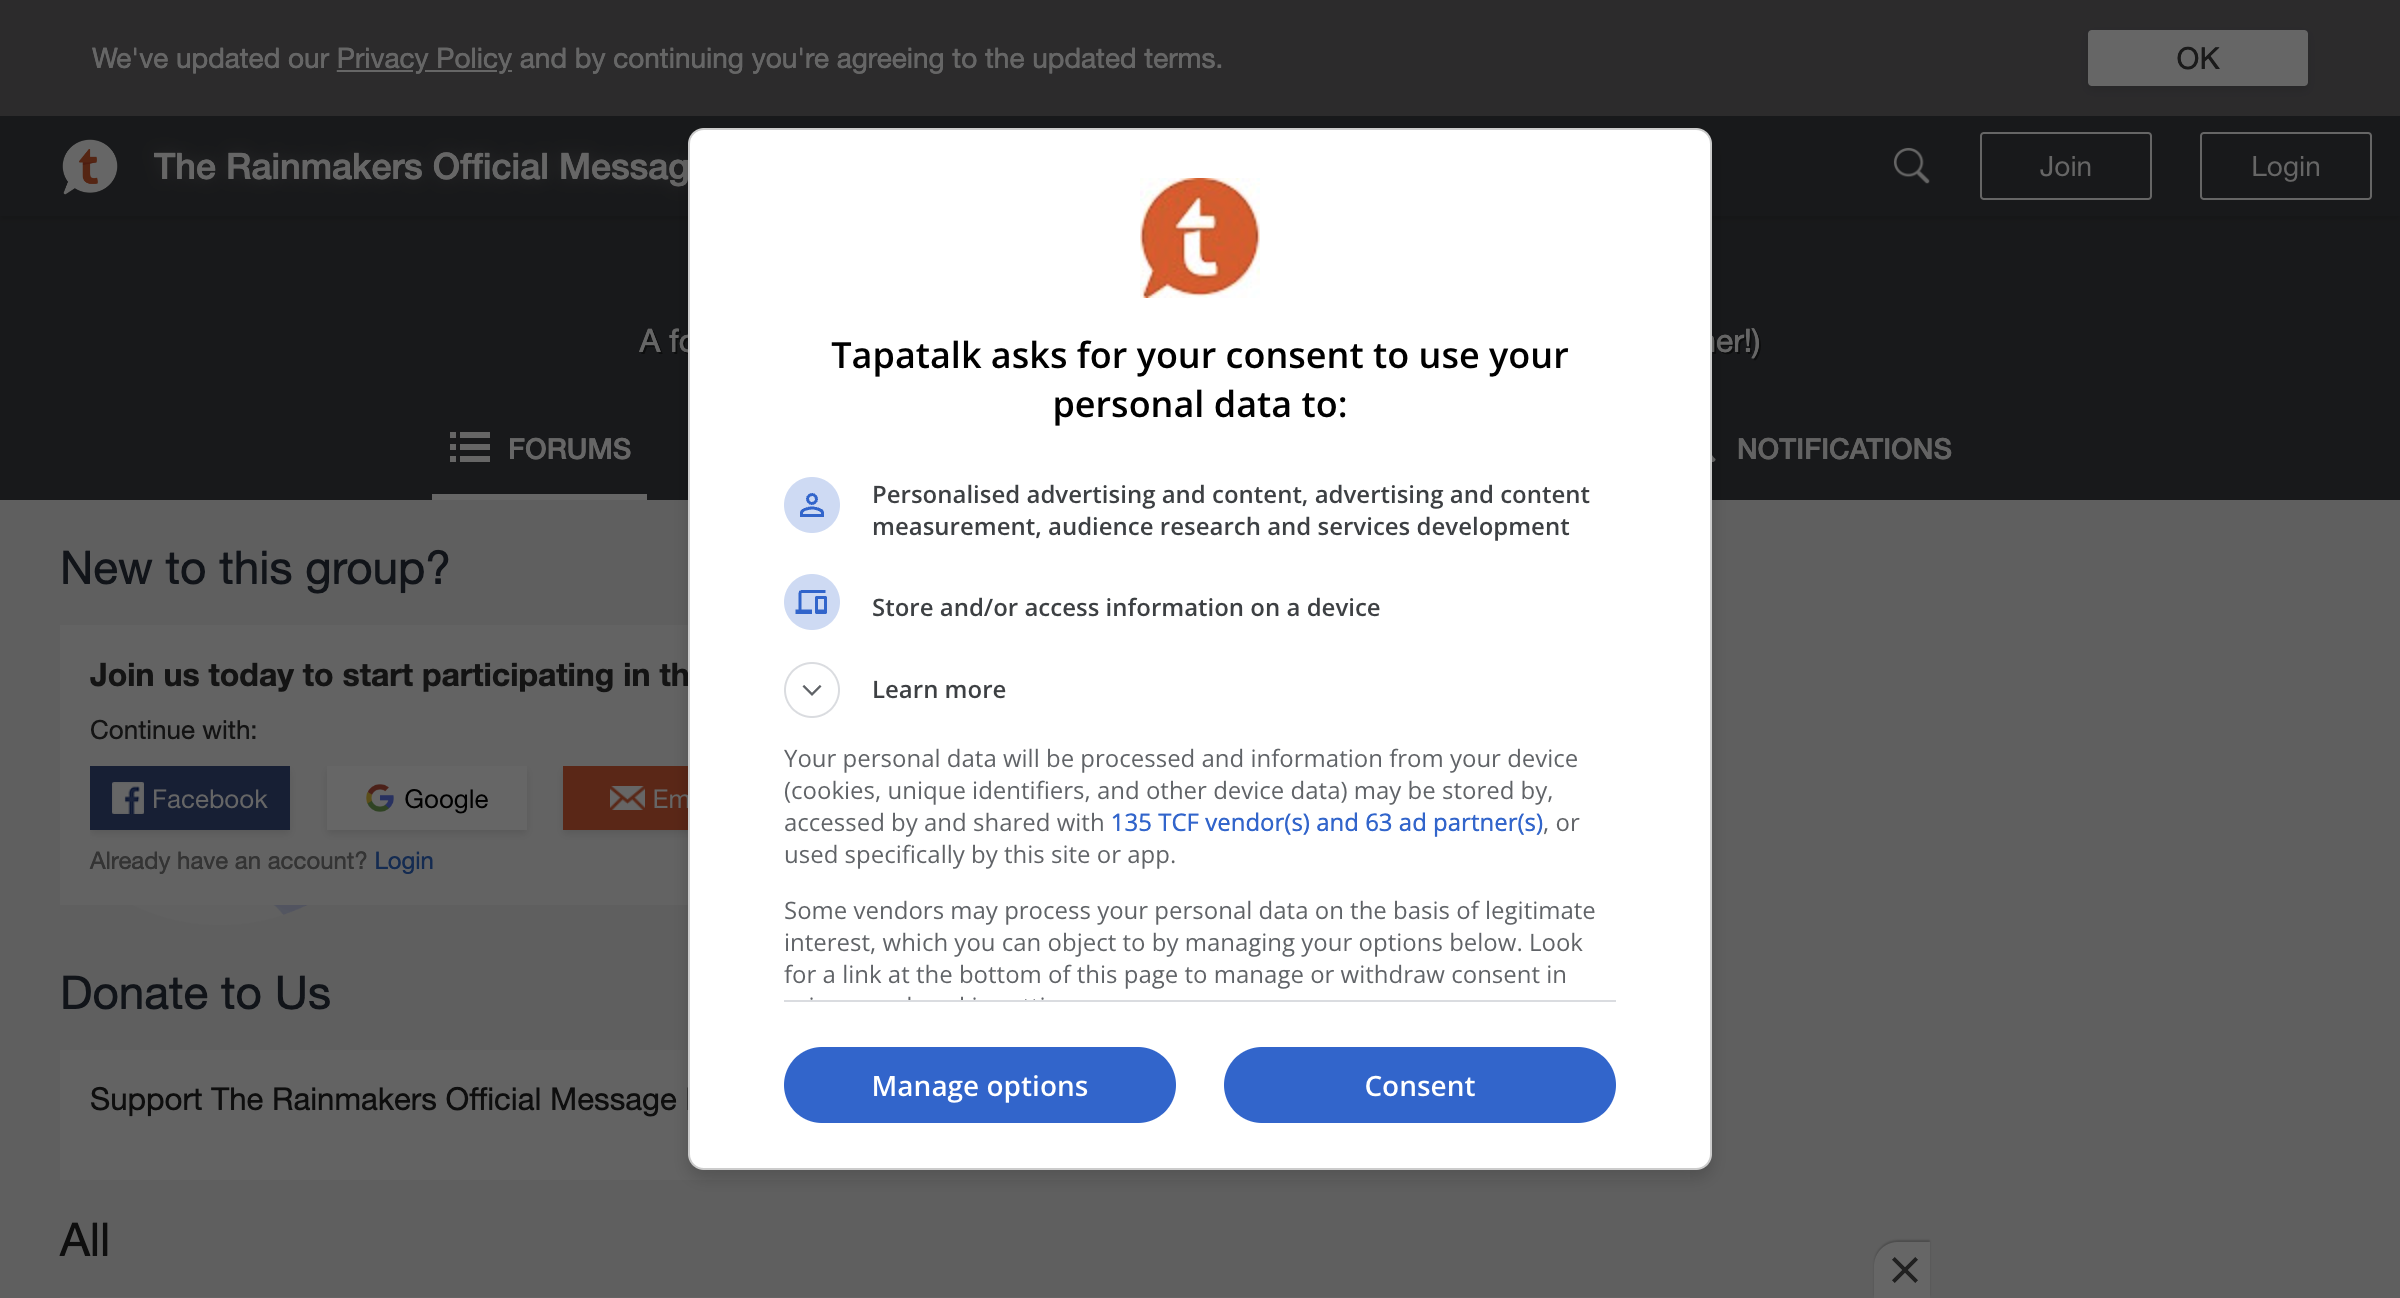 We've updated our Privacy Policy and by continuing you're agreeing to the updated terms.
OK
The Rainmakers Official Messag
Join
Login
A fo
er!)
FORUMS
NOTIFICATIONS
Tapatalk asks for your consent to use your
personal data to:
Personalised advertising and content, advertising and content
measurement, audience research and services development
Store and/or access information on a device
Learn more
Your personal data will be processed and information from your device
(cookies, unique identifiers, and other device data) may be stored by,
accessed by and shared with 135 TCF vendor(s) and 63 ad partner(s), or
used specifically by this site or app.
Some vendors may process your personal data on the basis of legitimate
interest, which you can object to by managing your options below. Look
for a link at the bottom of this page to manage or withdraw consent in
Manage options
Consent
New to this group?
Join us today to start participating in th
Continue with:
Facebook
Google
Em
Already have an account? Login
Donate to Us
Support The Rainmakers Official Message
All